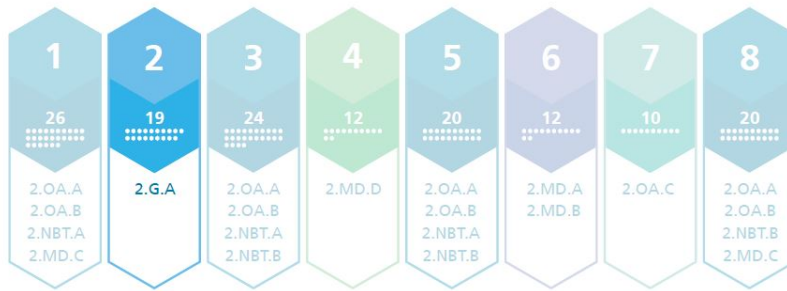 1 2 3 4 5 6 7 8
26 19 24 12 20 12 10 20
2.OA.A 2.G.A 2.OA.A 2.MD.D 2.OA.A 2.MD.A 2.OA.C 2.OA.A
2.OA.B 2.OA.B 2.OA.B 2.MD.B 2.OA.B
2.NBT.A 2.NBT.A 2.NBT.A 2.NBT.B
2.MD.C 2.NBT.B 2.NBT.B 2.MD.C